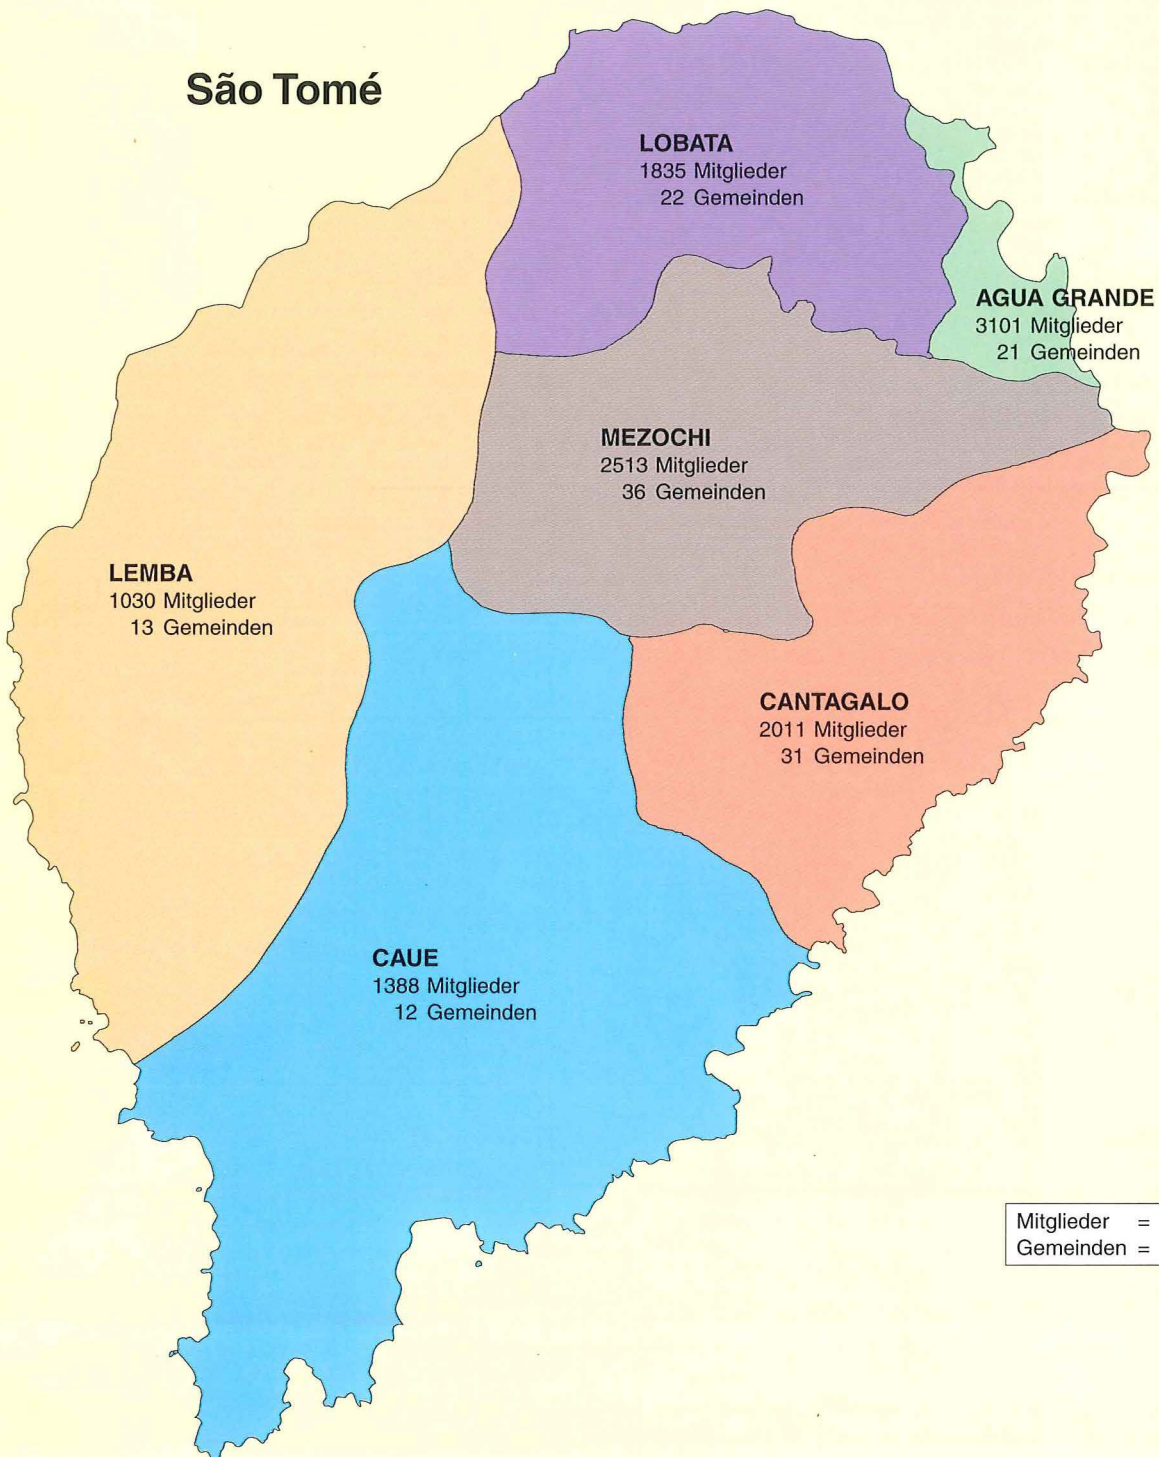 São Tomé
LOBATA
1835 Mitglieder
22 Gemeinden
AGUA GRANDE
3101 Mitglieder
21 Gemeinden
MEZOCHI
2513 Mitglieder
36 Gemeinden
LEMBA
1030 Mitglieder
13 Gemeinden
CANTAGALO
2011 Mitglieder
31 Gemeinden
CAUE
1388 Mitglieder
12 Gemeinden
Mitglieder =
Gemeinden =